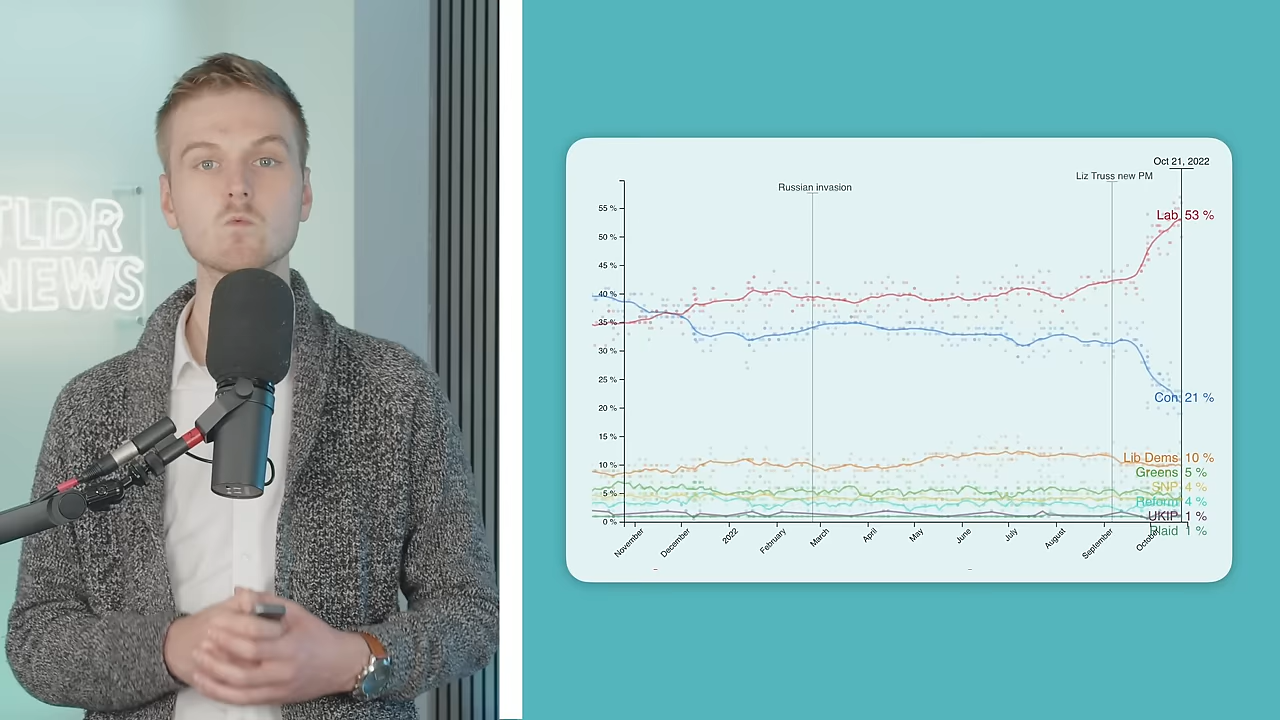 TLDR
NEWS
Oct 21, 2022
Liz Truss new PM
Russian invasion
55 %
50 %
45 %
40 %
35 %
30 %
25 %
20 %
15 %
10 %
5 %
0 %
Lab 53 %
Con 21 %
Lib Dems 10 %
Greens 5 %
SNP 4 %
Reform 4 %
UKIP 1 %
Plaid 1 %
November
December
2022
February
March
April
May
June
July
August
September
October